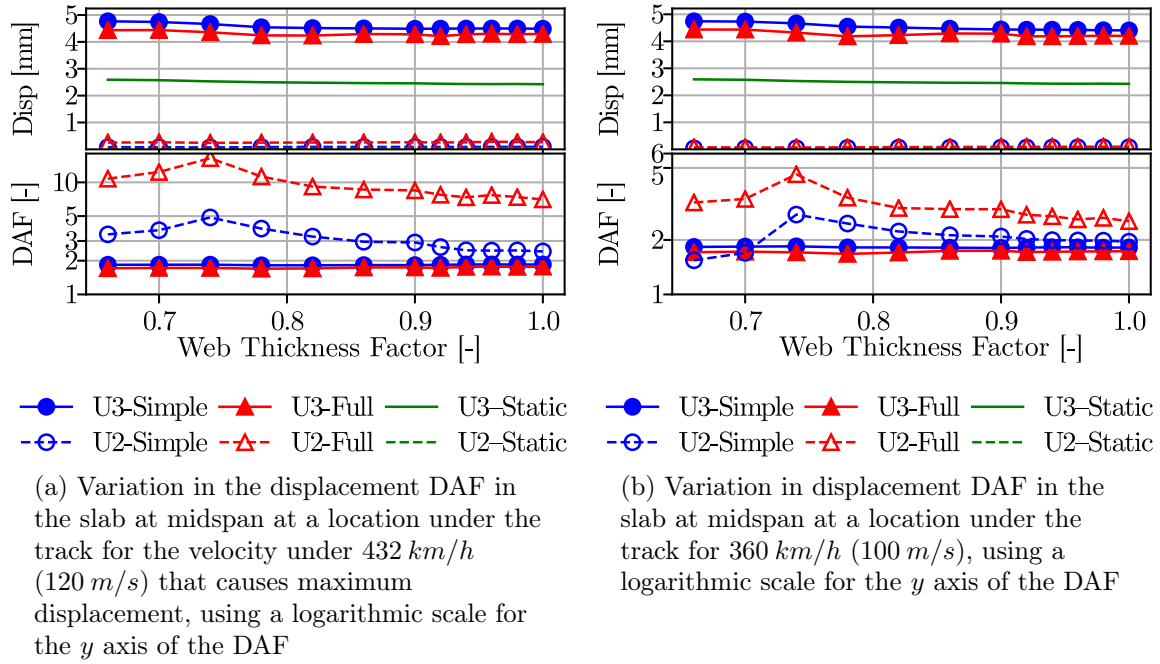 5
4
3
2
1
Disp [mm]
10
5
3
2
1
DAF [-]
0.7 0.8 0.9 1.0
Web Thickness Factor [-]
U3-Simple U3-Full U3–Static
U2-Simple U2-Full U2–Static
(a) Variation in the displacement DAF in
the slab at midspan at a location under the
track for the velocity under 432 km/h
(120 m/s) that causes maximum
displacement, using a logarithmic scale for
the y axis of the DAF
5
4
3
2
1
Disp [mm]
6
5
2
1
DAF [-]
0.7 0.8 0.9 1.0
Web Thickness Factor [-]
U3-Simple U3-Full U3–Static
U2-Simple U2-Full U2–Static
(b) Variation in displacement DAF in the
slab at midspan at a location under the
track for 360 km/h (100 m/s), using a
logarithmic scale for the y axis of the DAF